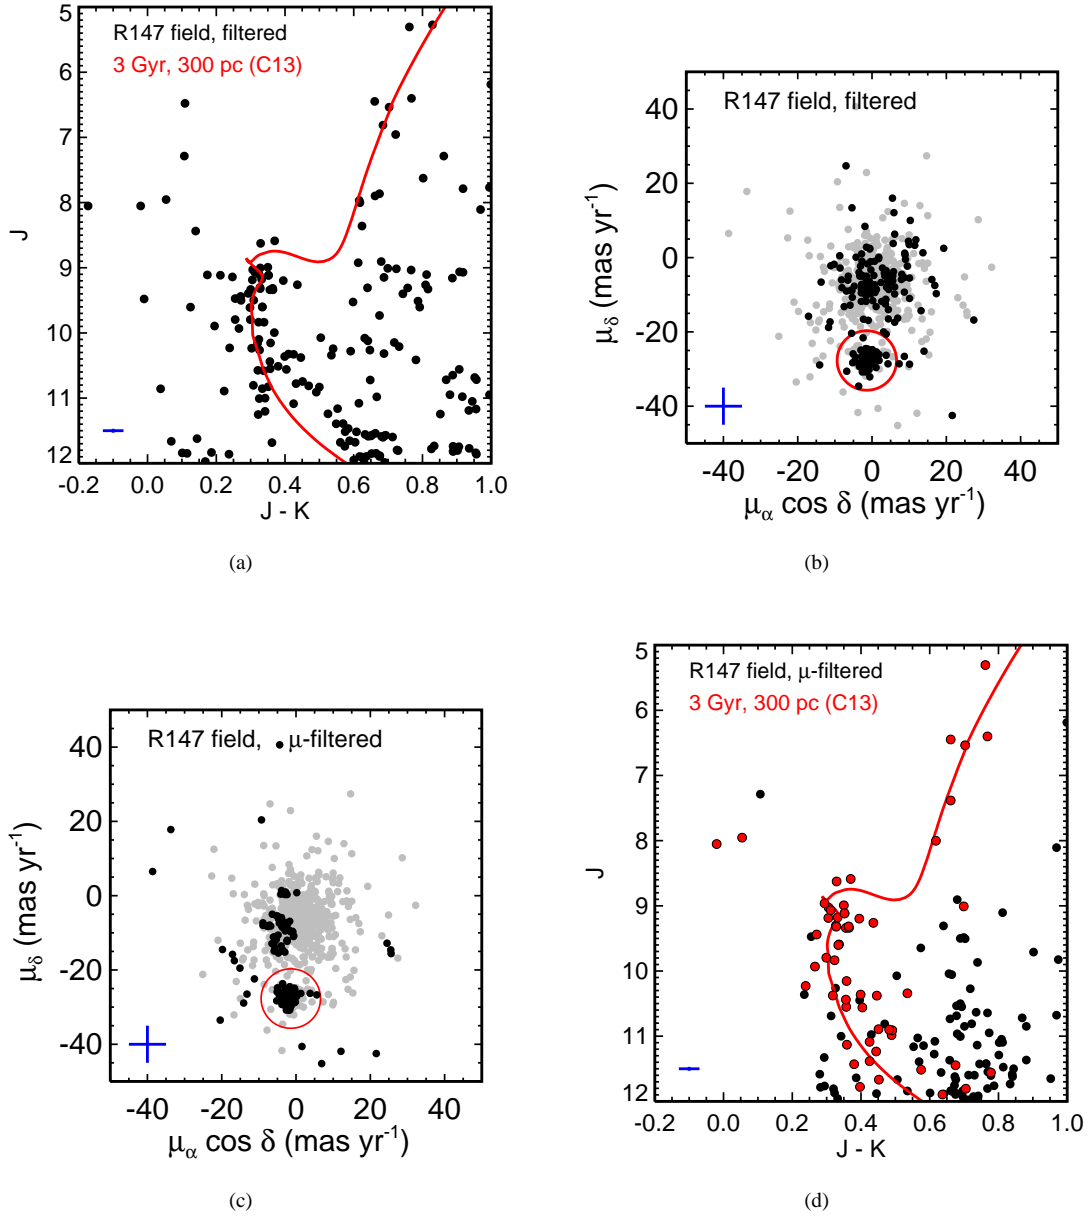 R147 field, filtered
3 Gyr, 300 pc (C13)
5
6
7
8
9
10
11
12
J
-0.2 0.0 0.2 0.4 0.6 0.8 1.0
J - K
(a)
R147 field, filtered
40
20
0
-20
-40
μδ (mas yr-1)
-40 -20 0 20 40
μα cos δ (mas yr-1)
(b)
R147 field, μ-filtered
40
20
0
-20
-40
μδ (mas yr-1)
-40 -20 0 20 40
μα cos δ (mas yr-1)
(c)
R147 field, μ-filtered
3 Gyr, 300 pc (C13)
5
6
7
8
9
10
11
12
J
-0.2 0.0 0.2 0.4 0.6 0.8 1.0
J - K
(d)